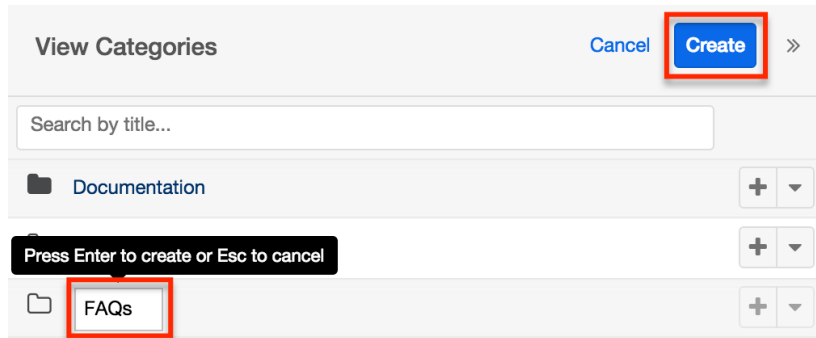 View Categories Cancel Create »
Search by title...
Documentation
Press Enter to create or Esc to cancel
FAQs